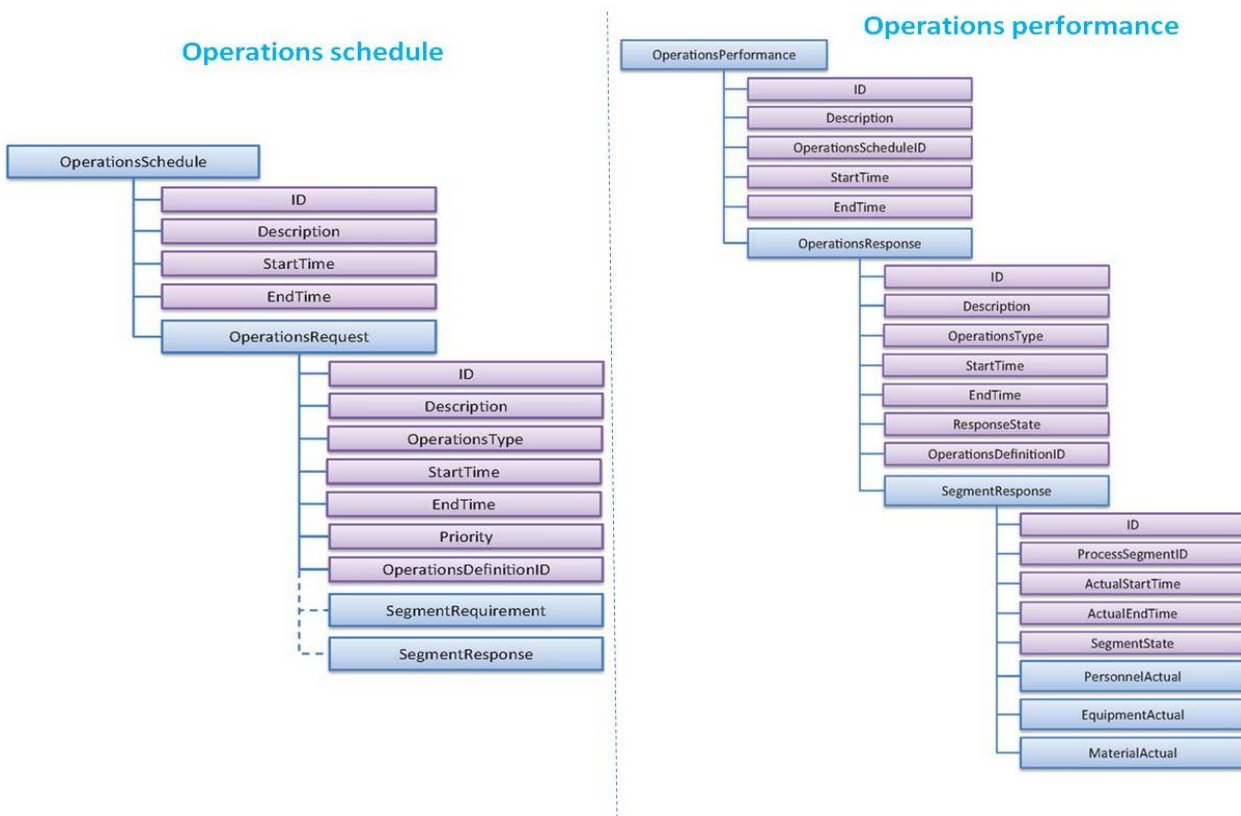 Operations schedule
OperationsSchedule
ID
Description
StartTime
EndTime
OperationsRequest
ID
Description
OperationsType
StartTime
EndTime
Priority
OperationsDefinitionID
SegmentRequirement
SegmentResponse
Operations performance
OperationsPerformance
ID
Description
OperationsScheduleID
StartTime
EndTime
OperationsResponse
ID
Description
OperationsType
StartTime
EndTime
ResponseState
OperationsDefinitionID
SegmentResponse
ID
ProcessSegmentID
ActualStartTime
ActualEndTime
SegmentState
PersonnelActual
EquipmentActual
MaterialActual